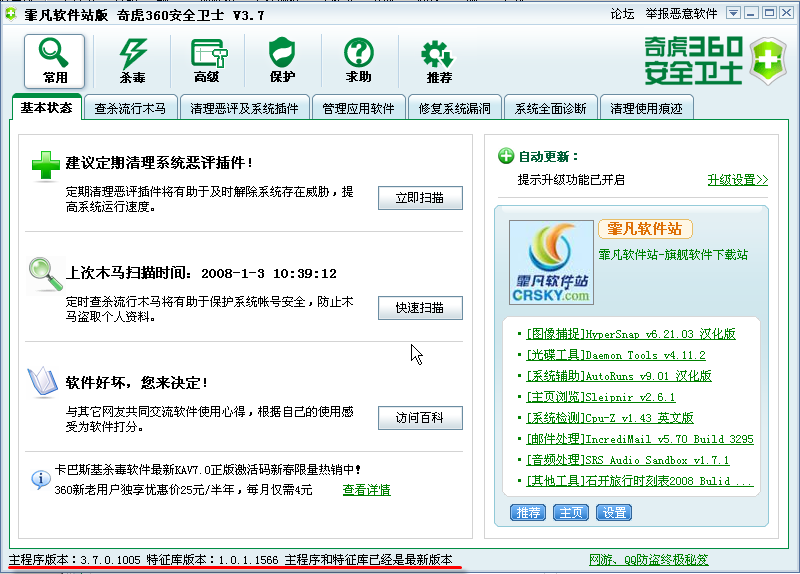 霏凡软件站版 奇虎360安全卫士 V3.7
论坛 举报恶意软件
常用 杀毒 高级 保护 求助 推荐
奇虎360
安全卫士
基本状态 查杀流行木马 清理恶评及系统插件 管理应用软件 修复系统漏洞 系统全面诊断 清理使用痕迹
建议定期清理系统恶评插件!
定期清理恶评插件将有助于及时解除系统存在威胁,提
高系统运行速度。
立即扫描
上次木马扫描时间: 2008-1-3 10:39:12
定时查杀流行木马将有助于保护系统帐号安全,防止木
马盗取个人资料。
快速扫描
软件好坏,您来决定!
与其它网友共同交流软件使用心得,根据自己的使用感
受为软件打分。
访问百科
卡巴斯基杀毒软件最新KAV7.0正版激活码新春限量热销中!
360新老用户独享优惠价25元/半年,每月仅需4元 查看详情
自动更新:
提示升级功能已开启 升级设置>>
霏凡软件站
CRSKY.com
霏凡软件站
霏凡软件站-旗舰软件下载站
·[图像捕捉]HyperSnap v6.21.03 汉化版
·[光碟工具]Daemon Tools v4.11.2
·[系统辅助]AutoRuns v9.01 汉化版
·[主页浏览]Sleipnir v2.6.1
·[系统检测]Cpu-Z v1.43 英文版
·[邮件处理]IncrediMail v5.70 Build 3295
·[音频处理]SRS Audio Sandbox v1.7.1
·[其他工具]石开旅行时刻表2008 Bulid ...
推荐 主页 设置
主程序版本:3.7.0.1005 特征库版本:1.0.1.1566 主程序和特征库已经是最新版本
网游、QQ防盗终极秘笈